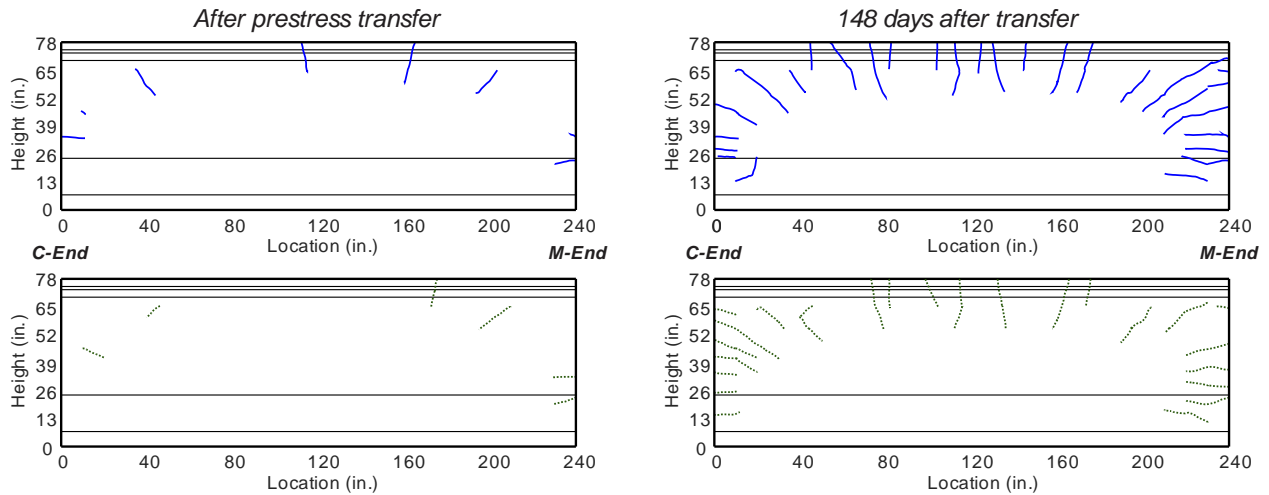 After prestress transfer
148 days after transfer
Height (in.)
78
65
52
39
26
13
0
0 40 80 120 160 200 240
Location (in.)
C-End M-End
Height (in.)
78
65
52
39
26
13
0
0 40 80 120 160 200 240
Location (in.)
C-End M-End
Height (in.)
78
65
52
39
26
13
0
0 40 80 120 160 200 240
Location (in.)
Height (in.)
78
65
52
39
26
13
0
0 40 80 120 160 200 240
Location (in.)